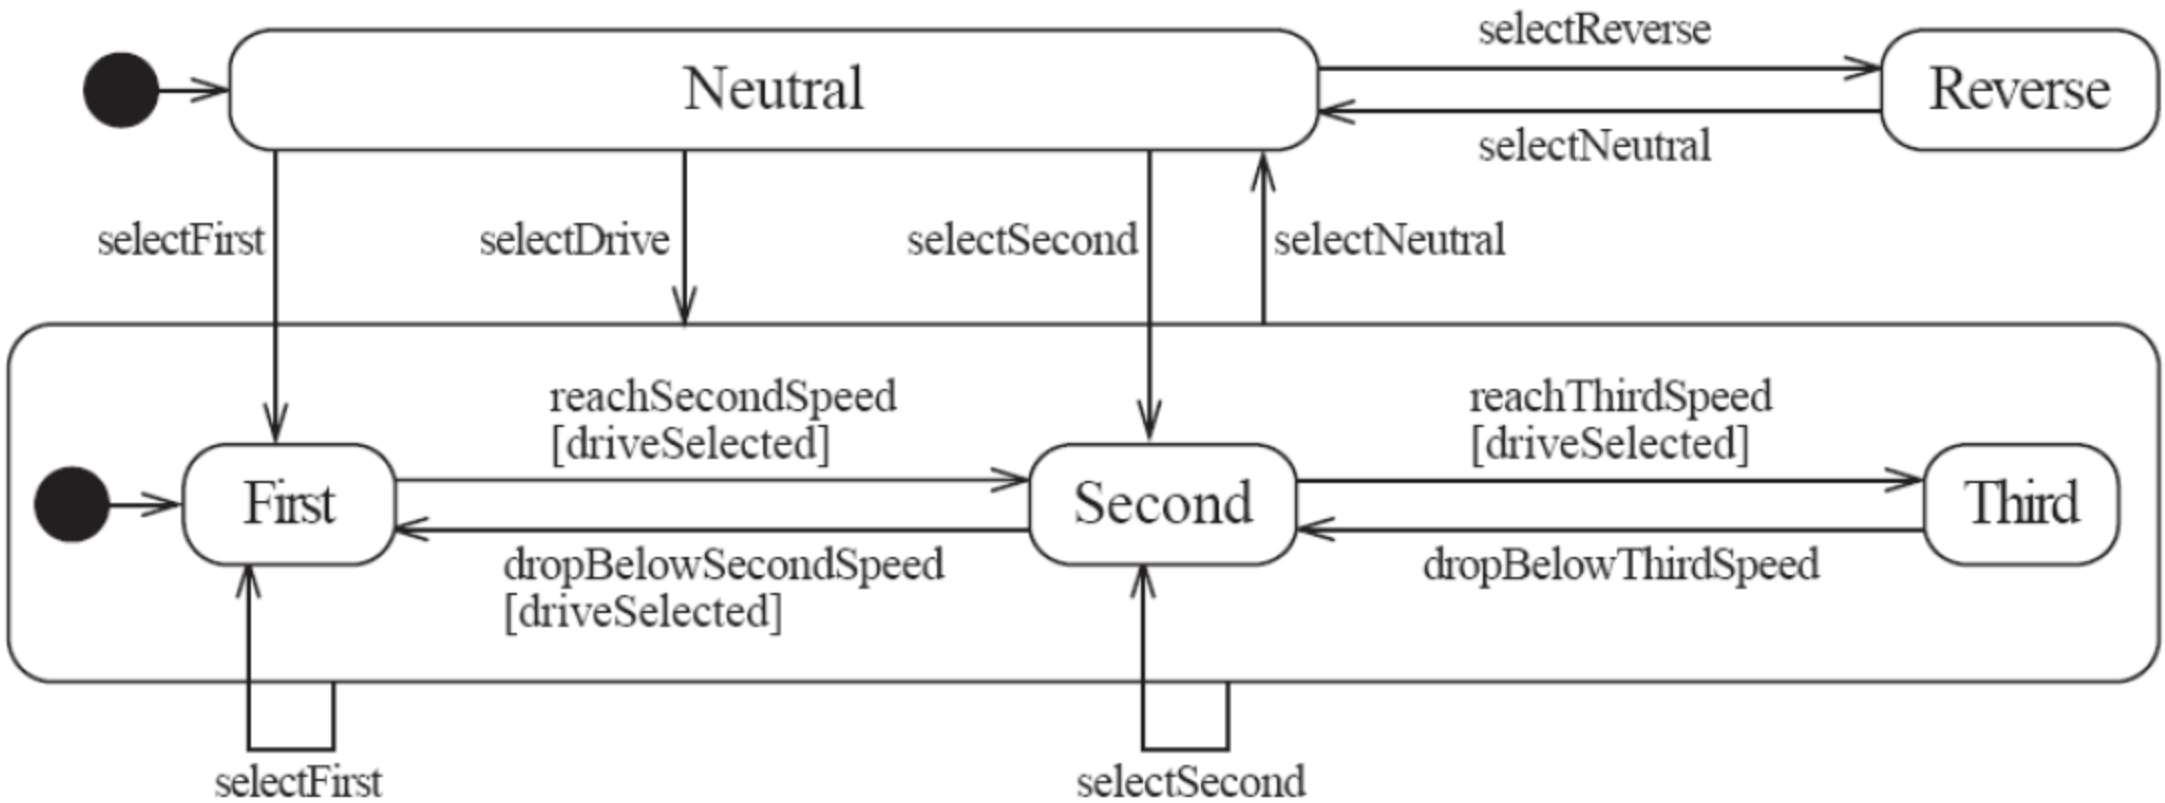 selectReverse
Neutral
Reverse
selectNeutral
selectFirst
selectDrive
selectSecond
selectNeutral
reachSecondSpeed
[driveSelected]
reachThirdSpeed
[driveSelected]
First
Second
Third
dropBelowSecondSpeed
[driveSelected]
dropBelowThirdSpeed
selectFirst
selectSecond